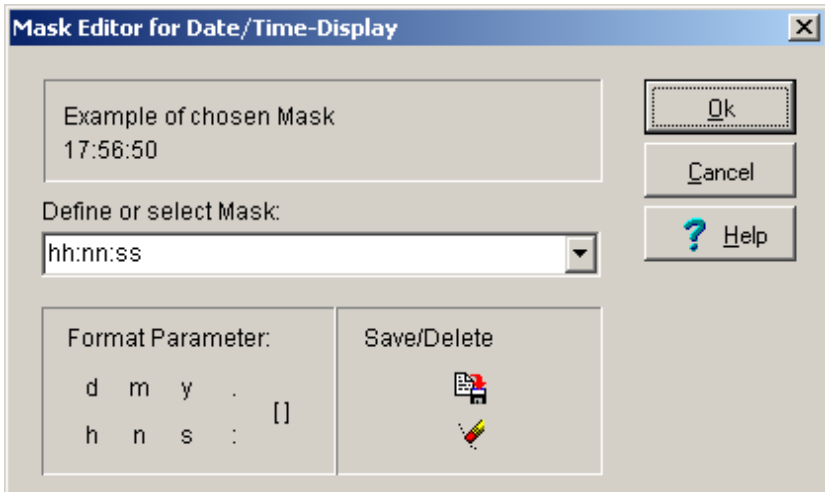 Mask Editor for Date/Time-Display
Example of chosen Mask
17:56:50
Ok
Cancel
Help
Define or select Mask:
hh:nn:ss
Format Parameter:
d m y .
[]
h n s :
Save/Delete